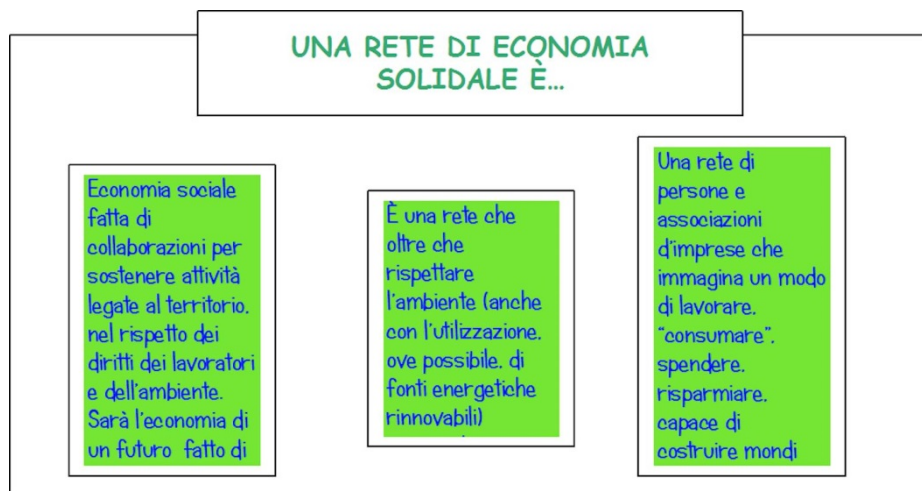 UNA RETE DI ECONOMIA
SOLIDALE È...
Economia sociale
fatta di
collaborazioni per
sostenere attività
legate al territorio,
nel rispetto dei
diritti dei lavoratori
e dell'ambiente.
Sarà l'economia di
un futuro fatto di
È una rete che
oltre che
rispettare
l'ambiente (anche
con l'utilizzazione,
ove possibile, di
fonti energetiche
rinnovabili)
Una rete di
persone e
associazioni
d'imprese che
immagina un modo
di lavorare,
“consumare”,
spendere,
risparmiare,
capace di
costruire mondi